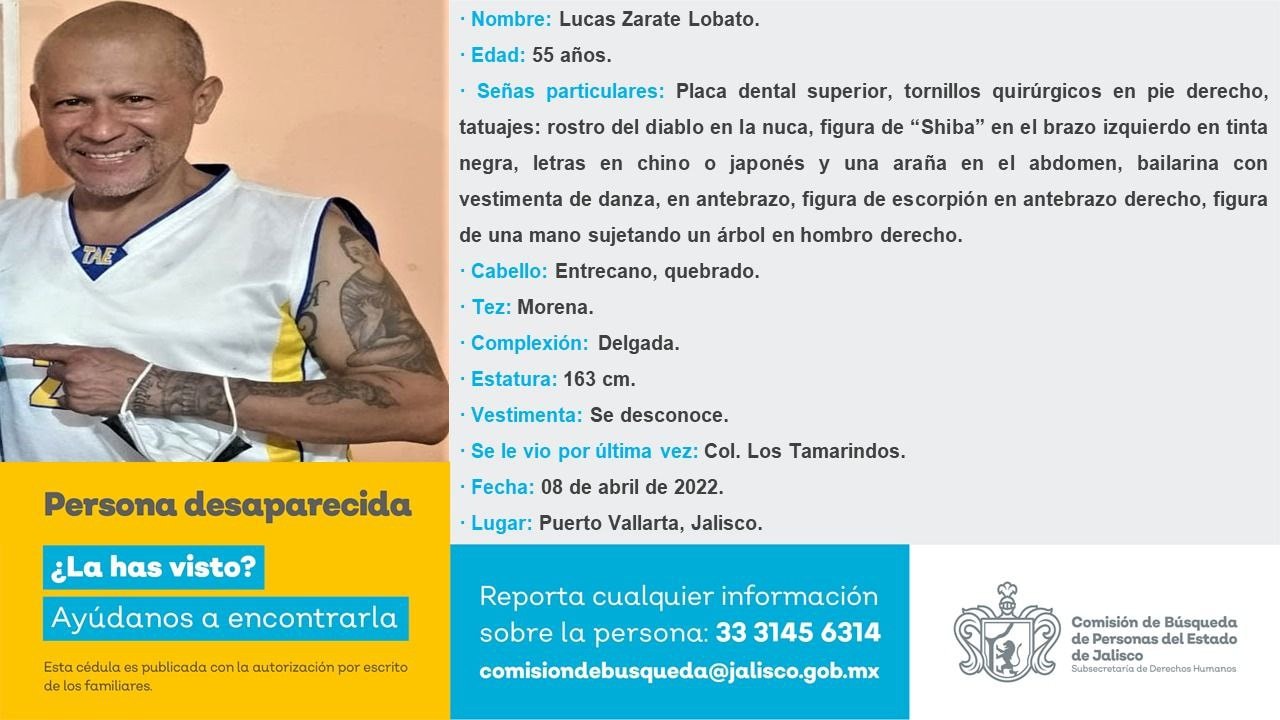 · Nombre: Lucas Zarate Lobato.
· Edad: 55 años.
· Señas particulares: Placa dental superior, tornillos quirúrgicos en pie derecho,
tatuajes: rostro del diablo en la nuca, figura de “Shiba” en el brazo izquierdo en tinta
negra, letras en chino o japonés y una araña en el abdomen, bailarina con
vestimenta de danza, en antebrazo, figura de escorpión en antebrazo derecho, figura
de una mano sujetando un árbol en hombro derecho.
· Cabello: Entrecano, quebrado.
· Tez: Morena.
· Complexión: Delgada.
· Estatura: 163 cm.
· Vestimenta: Se desconoce.
· Se le vio por última vez: Col. Los Tamarindos.
· Fecha: 08 de abril de 2022.
· Lugar: Puerto Vallarta, Jalisco.
TAE
Persona desaparecida
¿La has visto?
Ayúdanos a encontrarla
Esta cédula es publicada con la autorización por escrito
de los familiares.
Reporta cualquier información
sobre la persona: 33 3145 6314
comisiondebusqueda@jalisco.gob.mx
Comisión de Búsqueda
de Personas del Estado
de Jalisco
Subsecretaría de Derechos Humanos